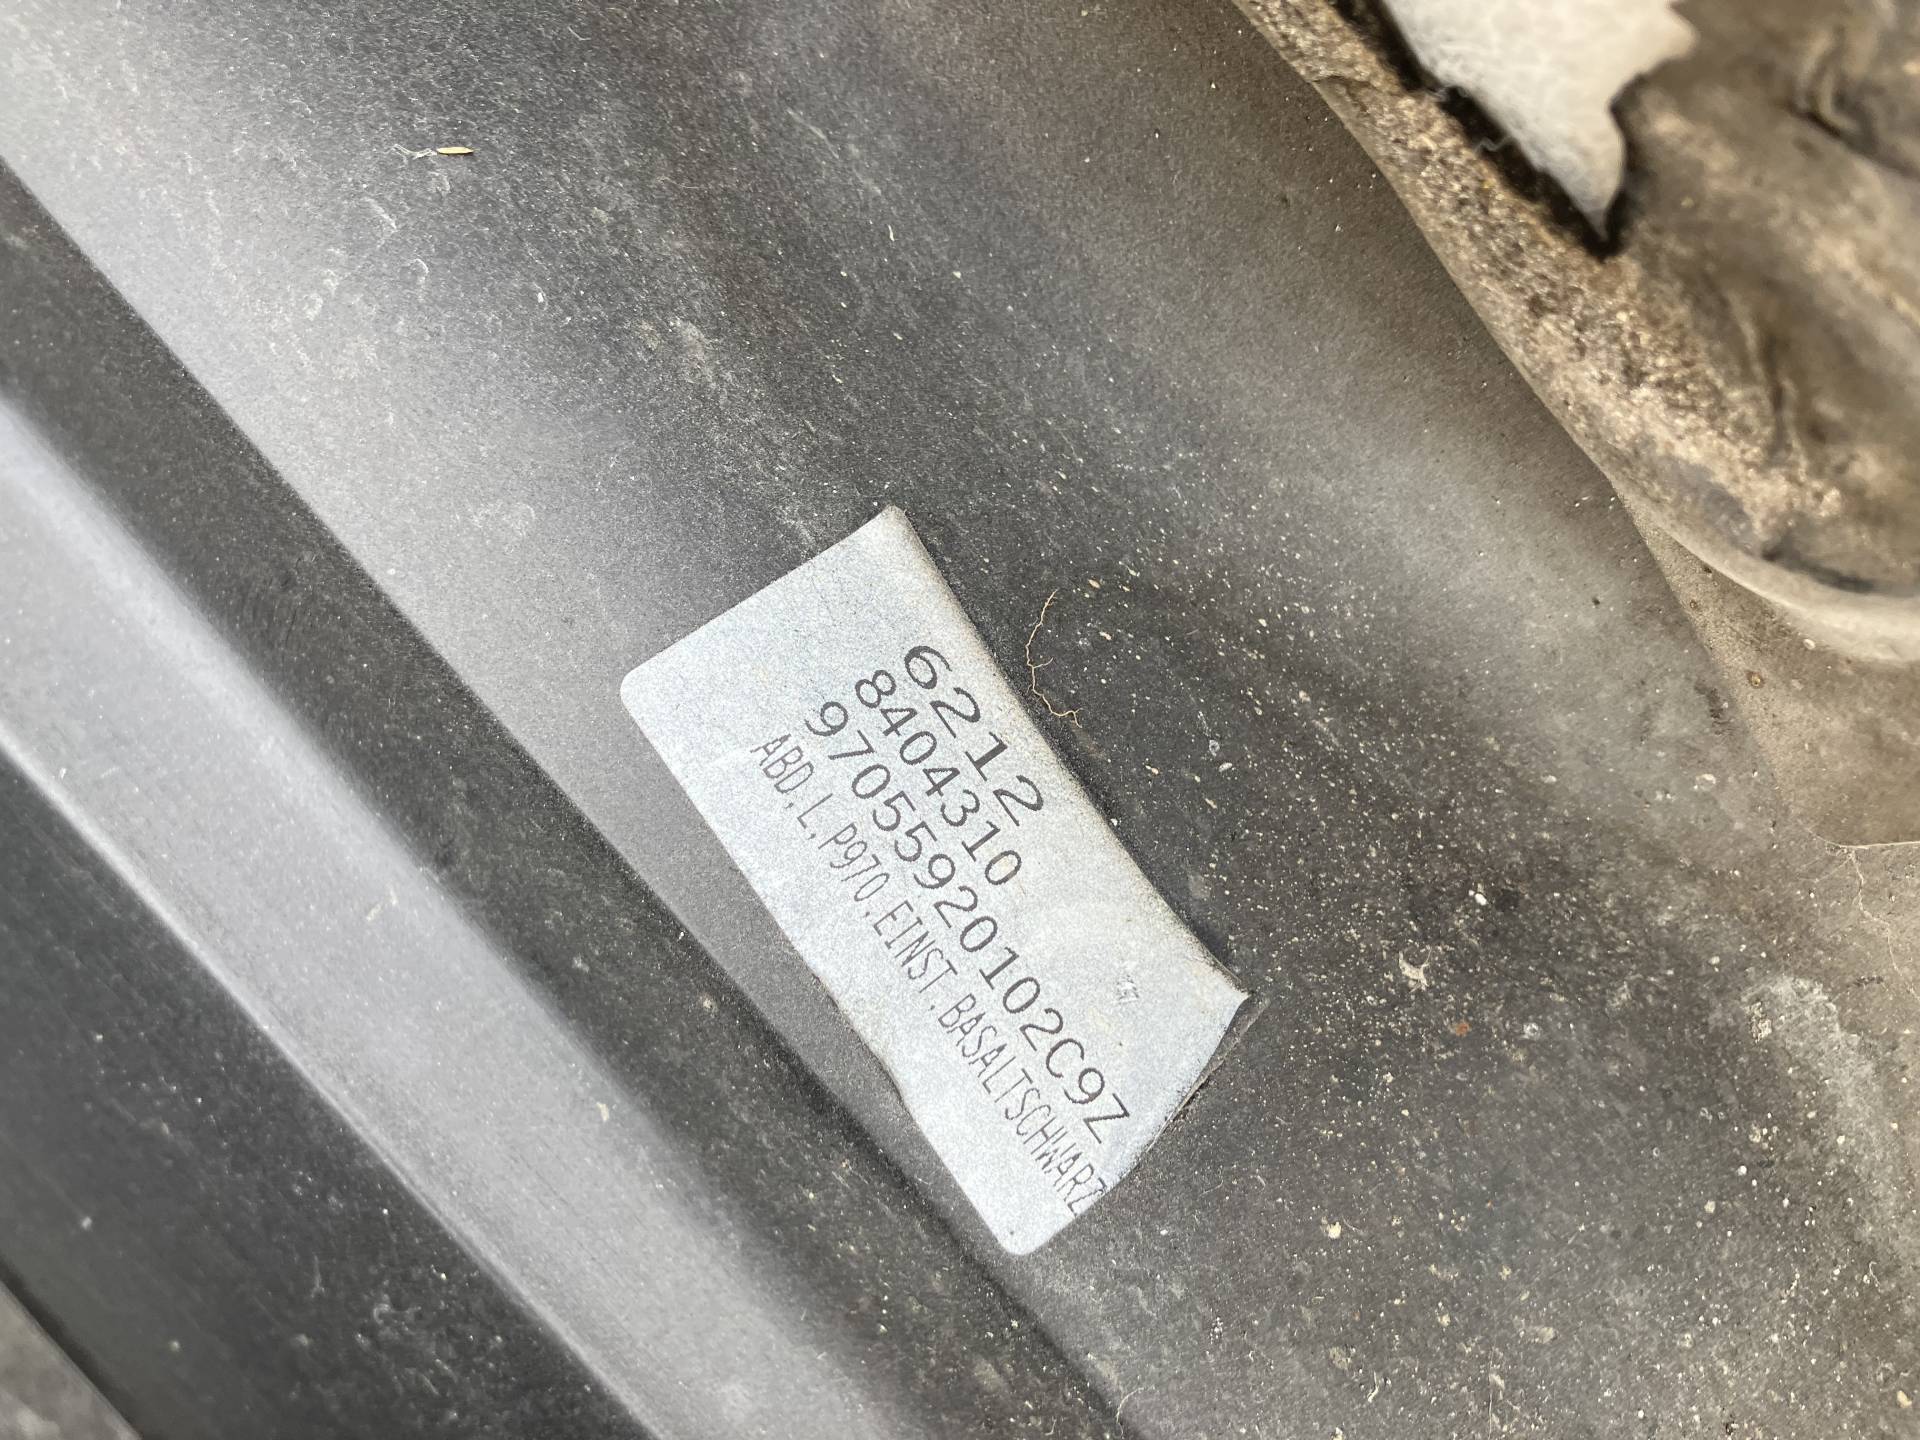 6212
8404310
97055920102C9Z
ABD,L,P970,EINST.BASALTSCHWARZ